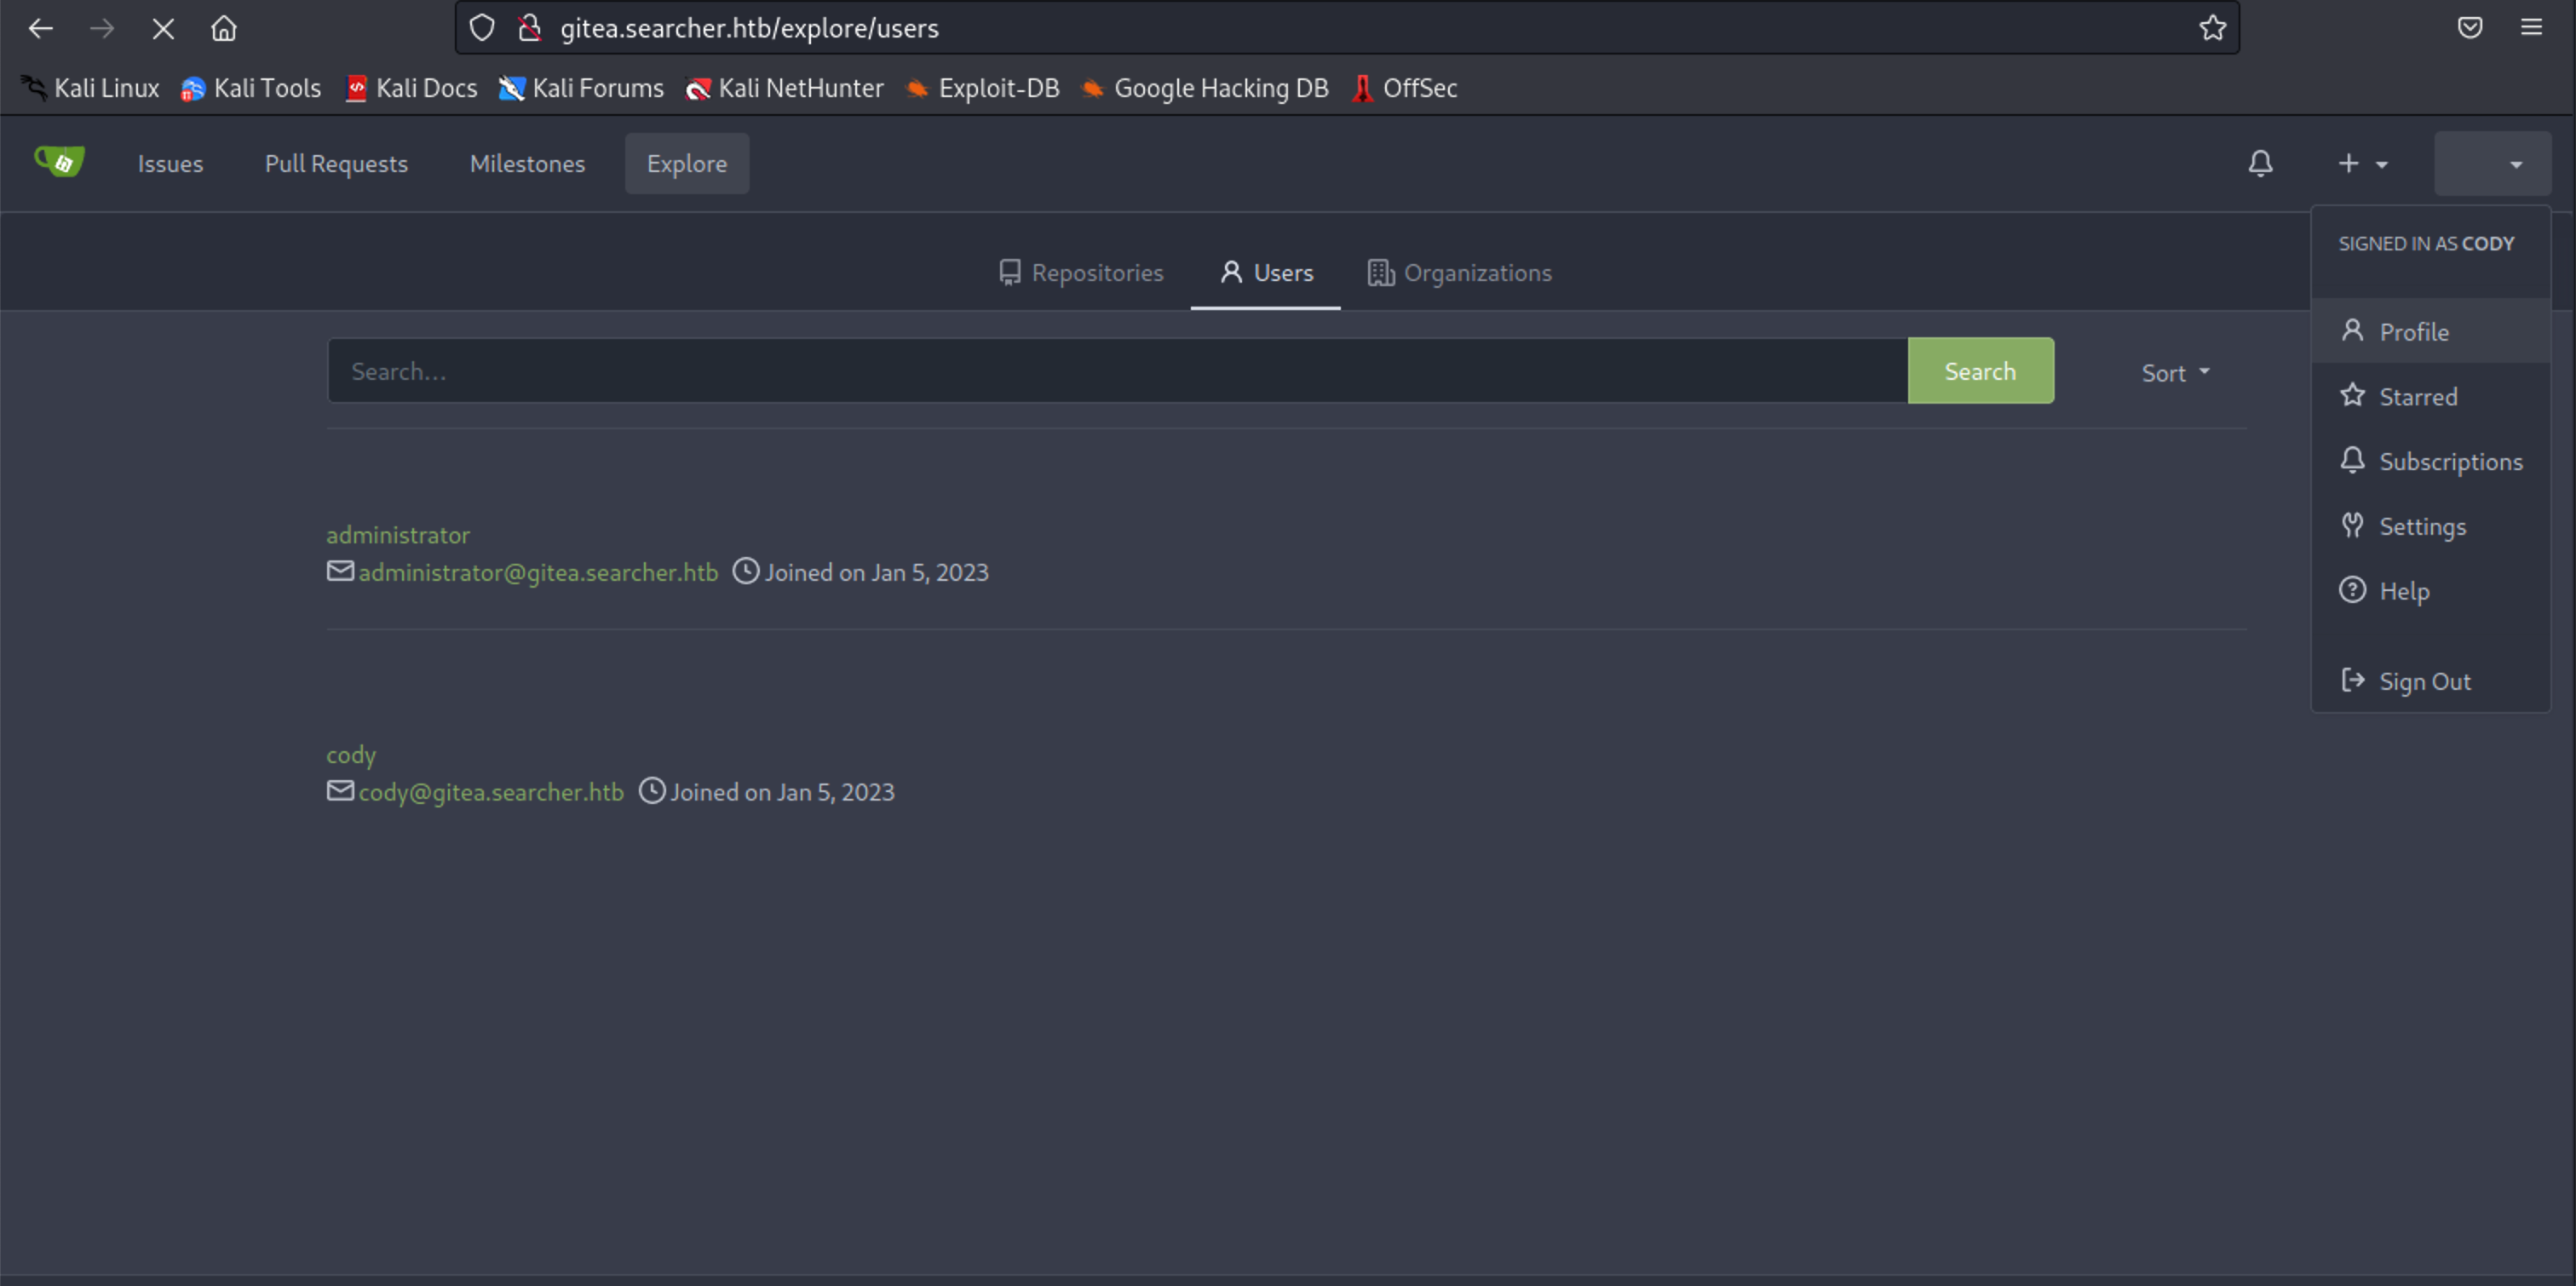 gitea.searcher.htb/explore/users
Kali Linux Kali Tools Kali Docs Kali Forums Kali NetHunter Exploit-DB Google Hacking DB OffSec
Issues Pull Requests Milestones Explore
SIGNED IN AS CODY
Repositories Users Organizations
Profile
Search...
Search
Sort
Starred
Subscriptions
Settings
Help
Sign Out
administrator
administrator@gitea.searcher.htb Joined on Jan 5, 2023
cody
cody@gitea.searcher.htb Joined on Jan 5, 2023